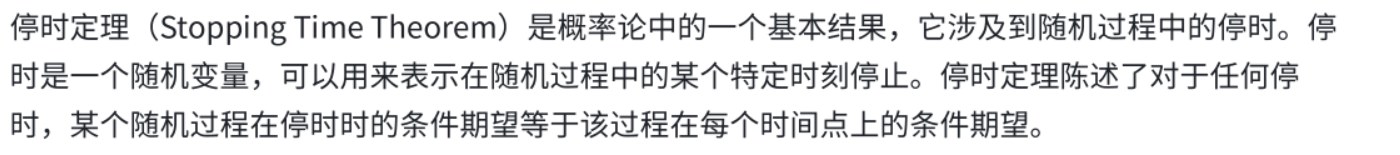 停时定理（Stopping Time Theorem）是概率论中的一个基本结果，它涉及到随机过程中的停时。停
时是一个随机变量，可以用来表示在随机过程中的某个特定时刻停止。停时定理陈述了对于任何停
时，某个随机过程在停时时的条件期望等于该过程在每个时间点上的条件期望。